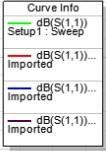 Curve Info
dB(S(1,1))
Setup1 : Sweep
dB(S(1,1))...
Imported
dB(S(1,1))...
Imported
dB(S(1,1))...
Imported